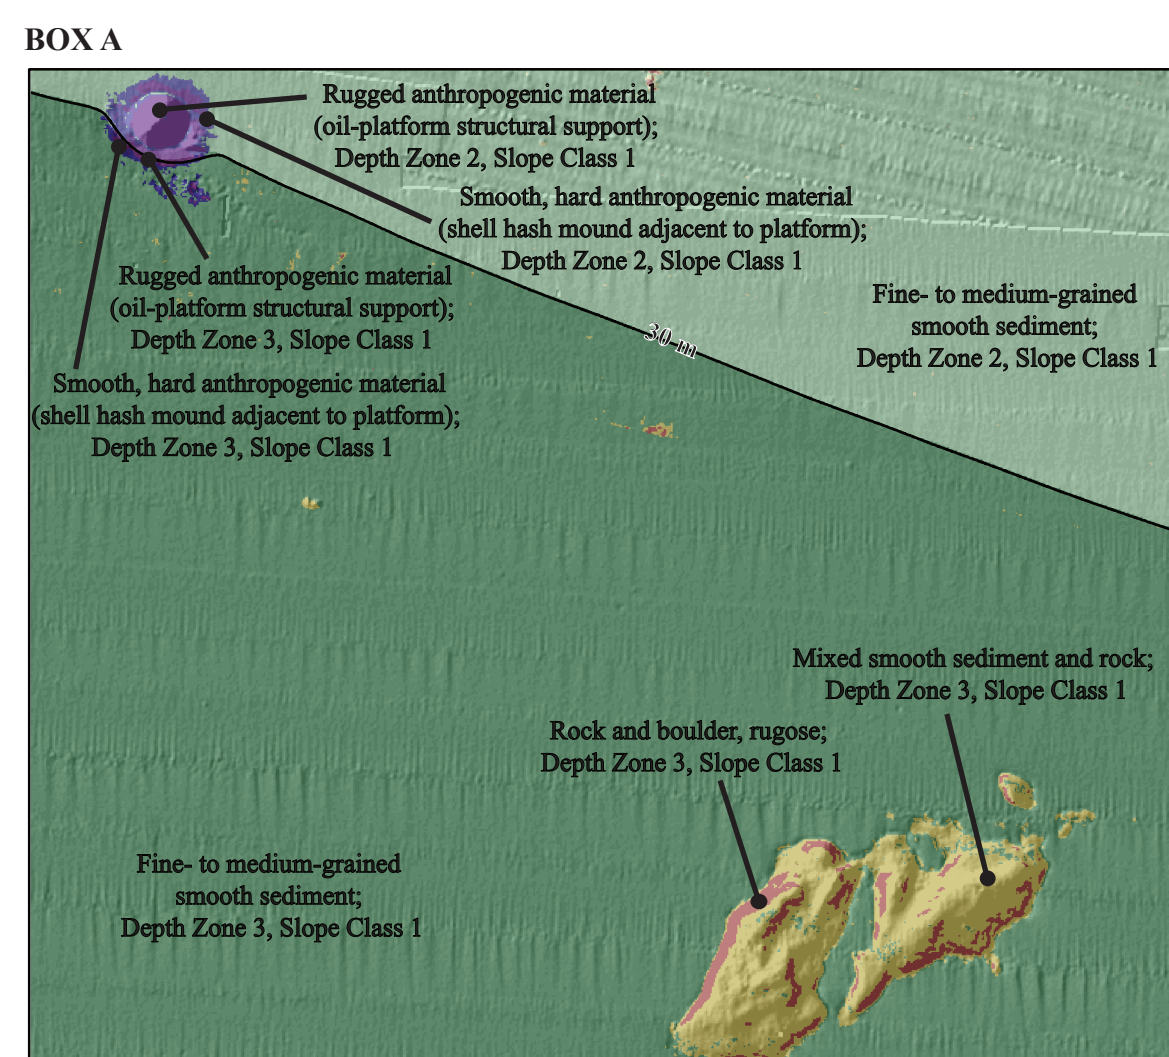 BOX A
Rugged anthropogenic material
(oil-platform structural support);
Depth Zone 2, Slope Class 1
Smooth, hard anthropogenic material
(shell hash mound adjacent to platform);
Depth Zone 2, Slope Class 1
Rugged anthropogenic material
(oil-platform structural support);
Depth Zone 3, Slope Class 1
Fine- to medium-grained
smooth sediment;
Depth Zone 2, Slope Class 1
30 m
Smooth, hard anthropogenic material
(shell hash mound adjacent to platform);
Depth Zone 3, Slope Class 1
Mixed smooth sediment and rock;
Depth Zone 3, Slope Class 1
Rock and boulder, rugose;
Depth Zone 3, Slope Class 1
Fine- to medium-grained
smooth sediment;
Depth Zone 3, Slope Class 1